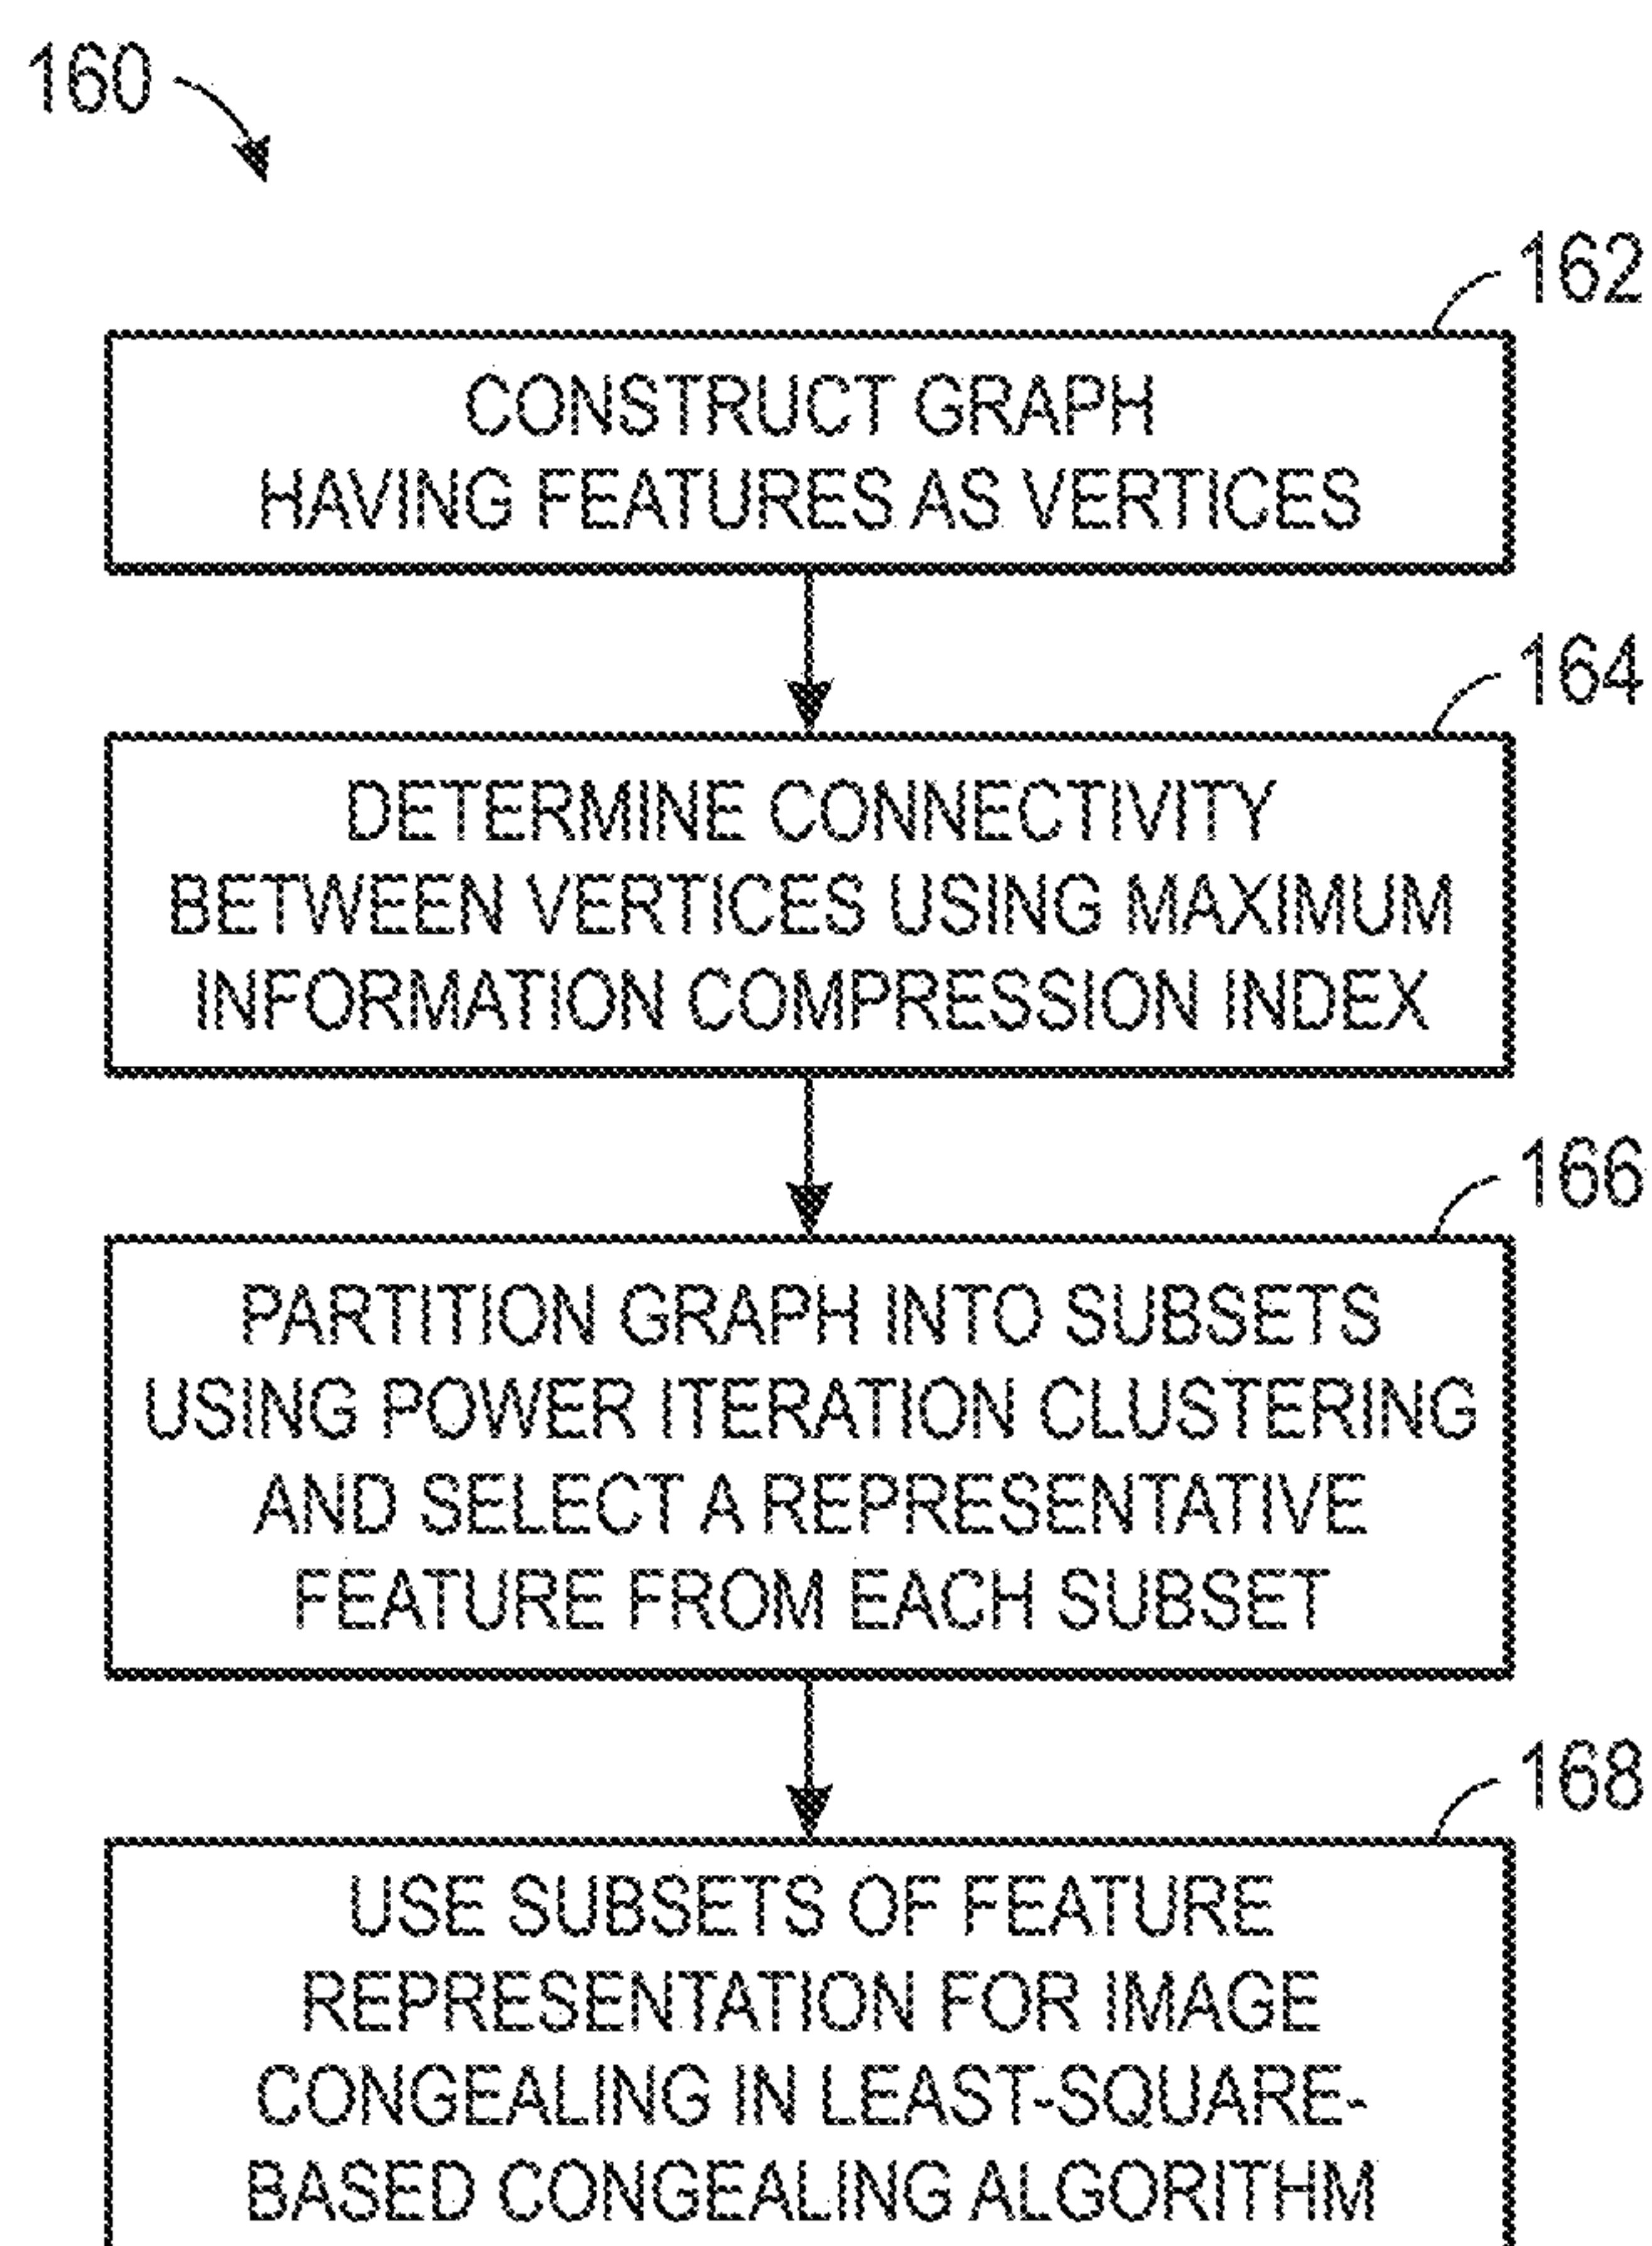 160
162
CONSTRUCT GRAPH
HAVING FEATURES AS VERTICES
164
DETERMINE CONNECTIVITY
BETWEEN VERTICES USING MAXIMUM
INFORMATION COMPRESSION INDEX
166
PARTITION GRAPH INTO SUBSETS
USING POWER ITERATION CLUSTERING
AND SELECT A REPRESENTATIVE
FEATURE FROM EACH SUBSET
168
USE SUBSETS OF FEATURE
REPRESENTATION FOR IMAGE
CONGEALING IN LEAST-SQUARE-
BASED CONGEALING ALGORITHM